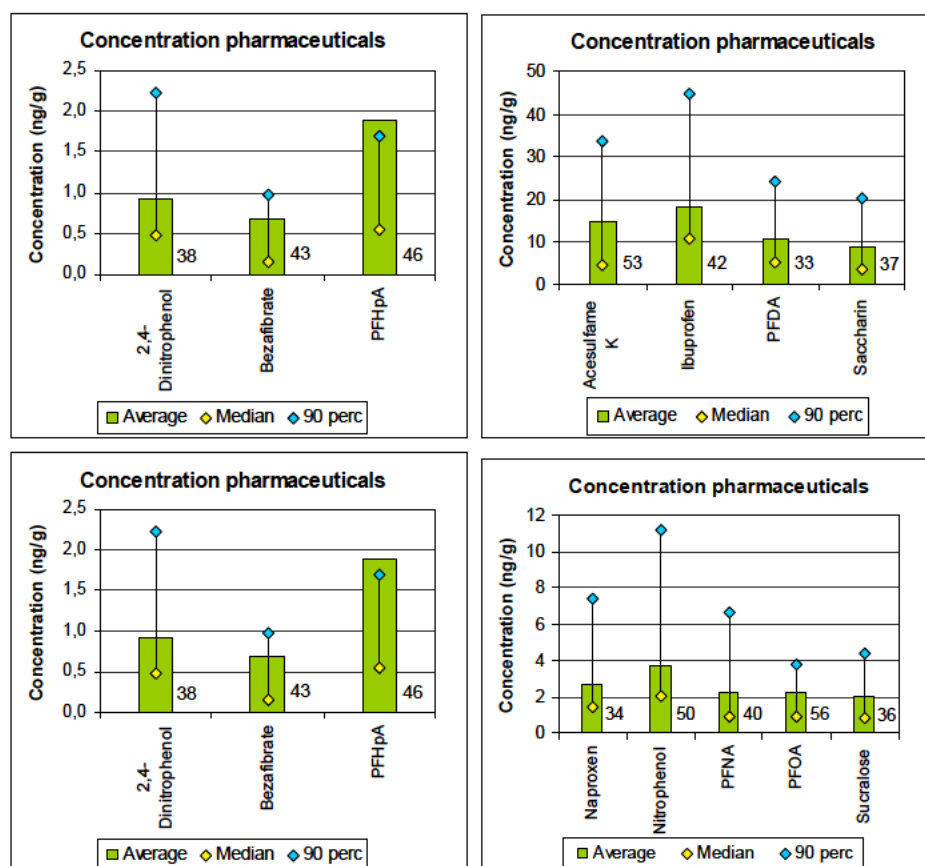 Concentration pharmaceuticals
Concentration (ng/g)
2,5
2,0
1,5
1,0
0,5
0,0
38
43
46
2,4-
Dinitrophenol
Bezafibrate
PFHpA
Average
Median
90 perc
Concentration pharmaceuticals
Concentration (ng/g)
50
40
30
20
10
0
53
42
33
37
Acesulfame
K
Ibuprofen
PFDA
Saccharin
Average
Median
90 perc
Concentration pharmaceuticals
Concentration (ng/g)
2,5
2,0
1,5
1,0
0,5
0,0
38
43
46
2,4-
Dinitrophenol
Bezafibrate
PFHpA
Average
Median
90 perc
Concentration pharmaceuticals
Concentration (ng/g)
12
10
8
6
4
2
0
34
50
40
56
36
Naproxen
Nitrophenol
PFNA
PFOA
Sucralose
Average
Median
90 perc